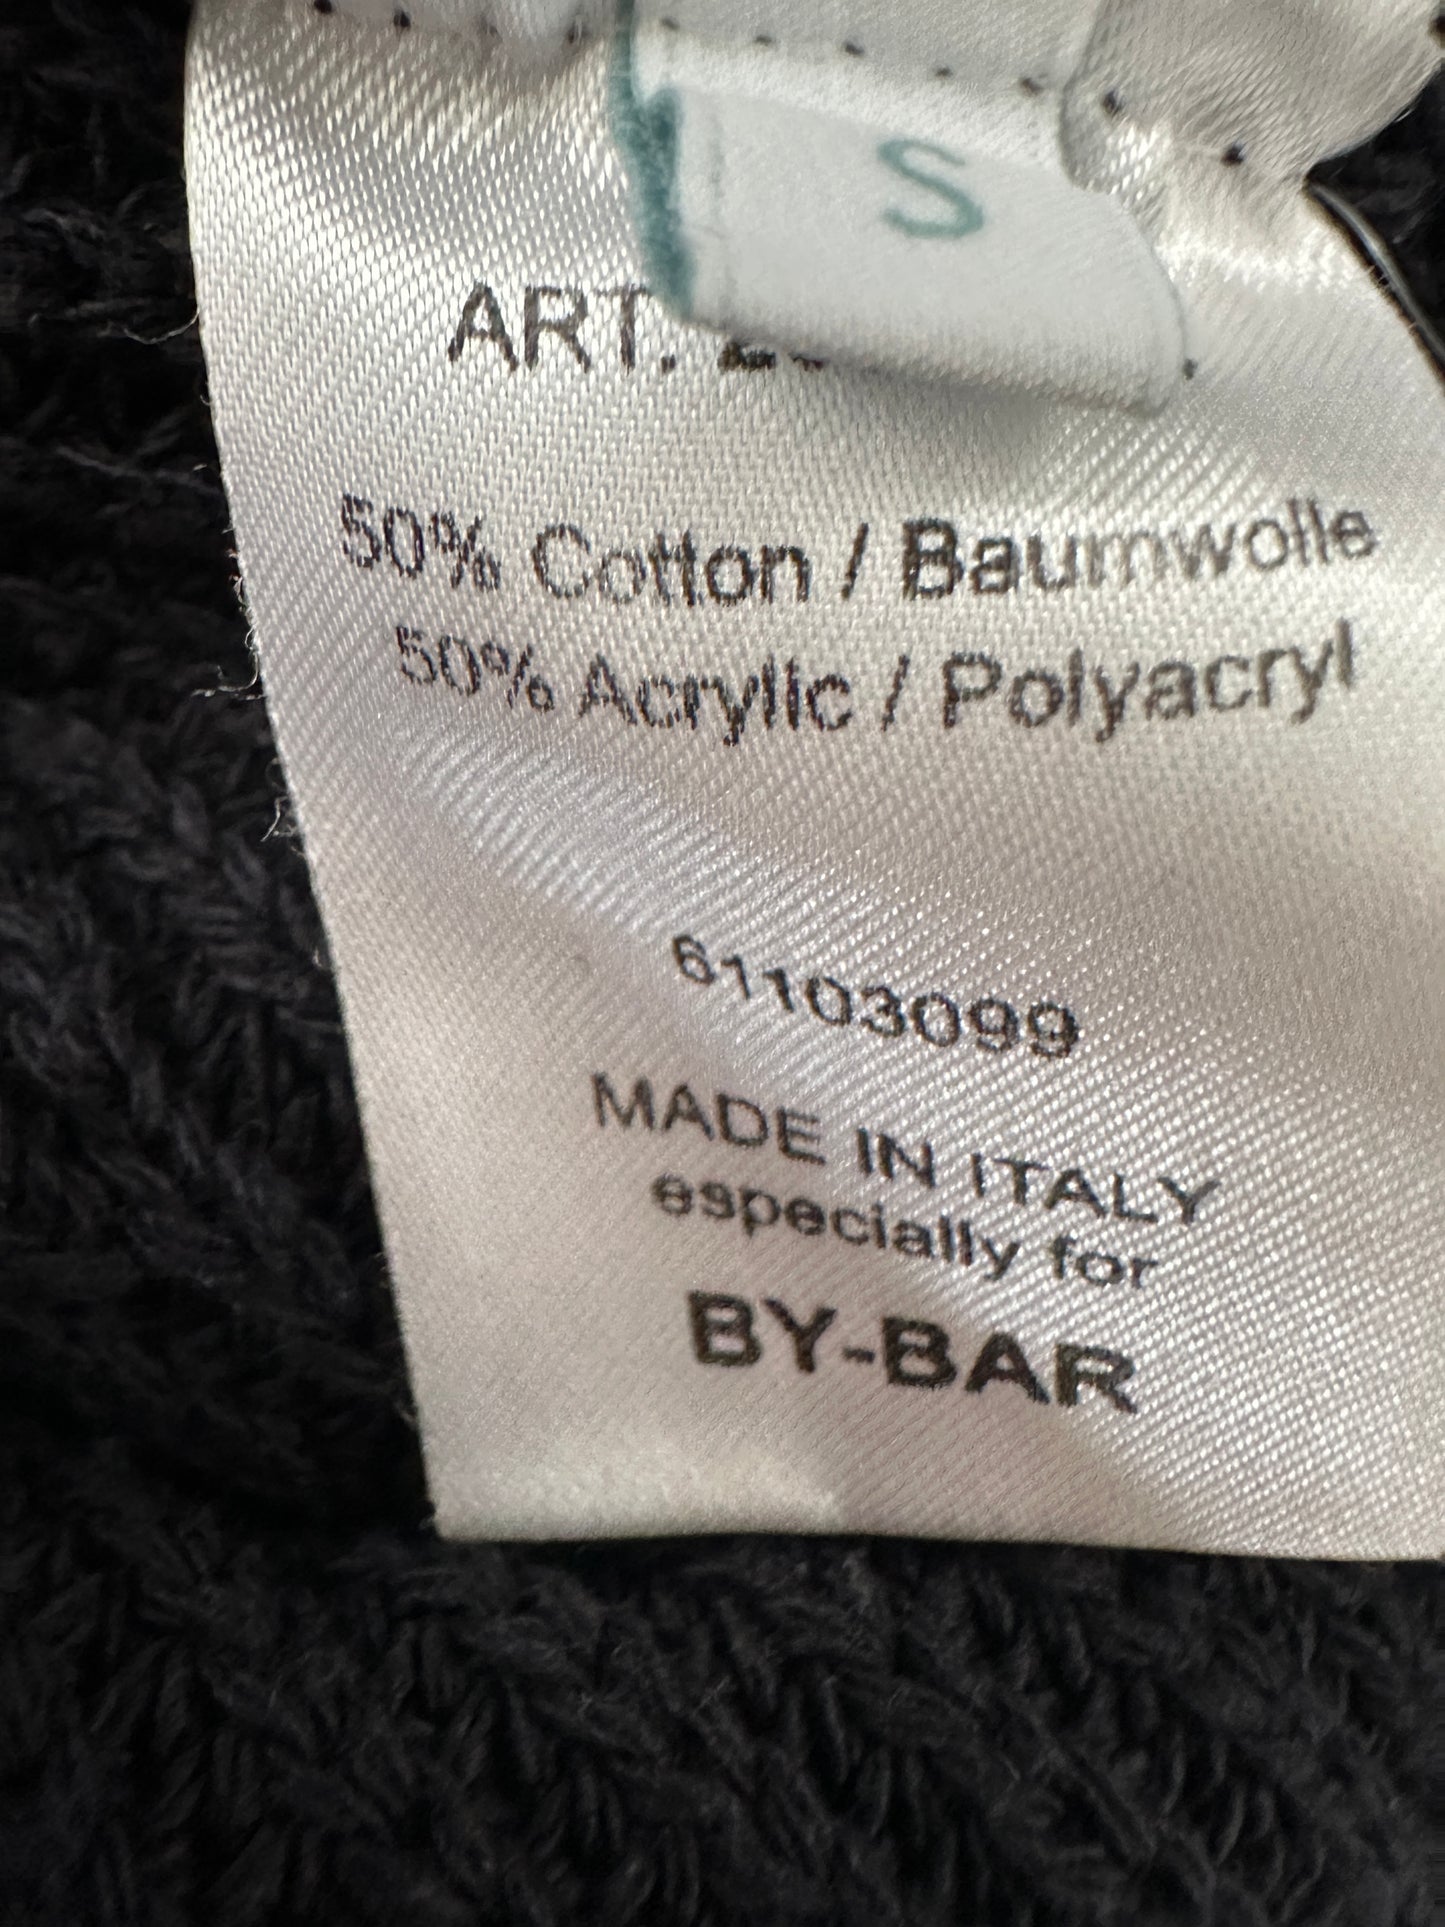 S
ART.
50% Cotton / Baumwolle
50% Acrylic / Polyacryl
61103099
MADE IN ITALY
especially for
BY-BAR